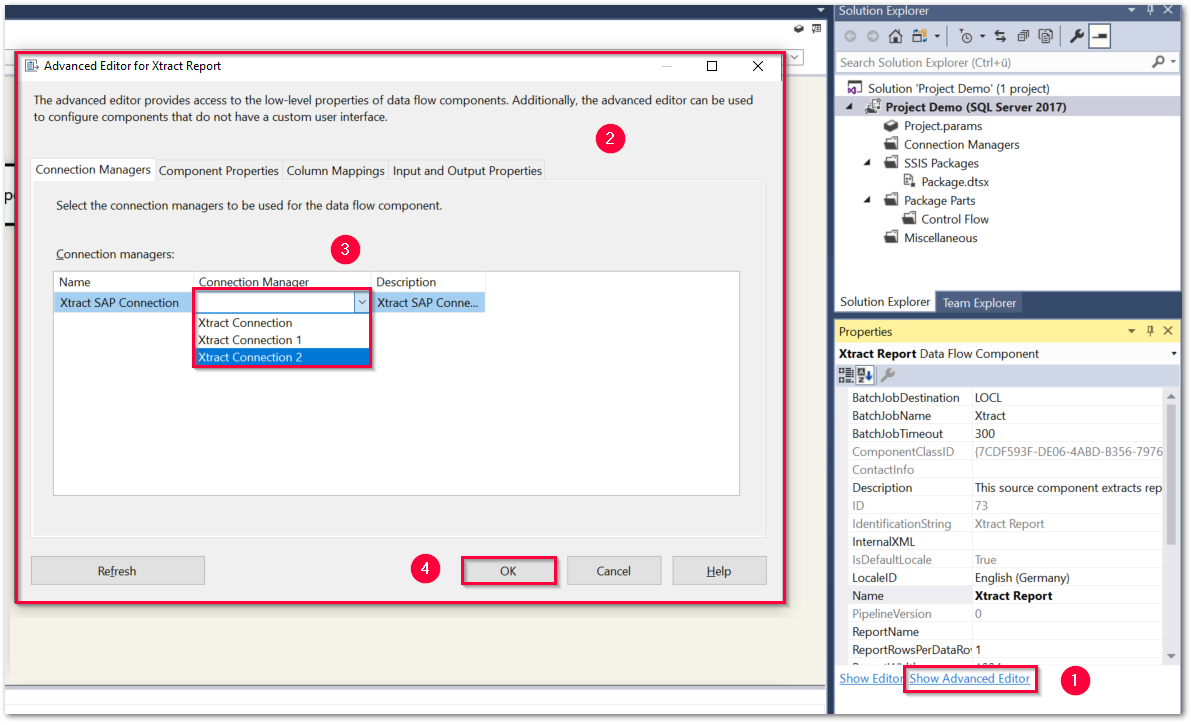 Advanced Editor for Xtract Report
The advanced editor provides access to the low-level properties of data flow components. Additionally, the advanced editor can be used
to configure components that do not have a custom user interface.
2
Connection Managers Component Properties Column Mappings Input and Output Properties
Select the connection managers to be used for the data flow component.
3
Connection managers:
Name Connection Manager Description
Xtract SAP Connection Xtract SAP Conne...
Xtract Connection
Xtract Connection 1
Xtract Connection 2
4
Refresh OK Cancel Help
Solution Explorer
Search Solution Explorer (Ctrl+ü)
Solution 'Project Demo' (1 project)
Project Demo (SQL Server 2017)
Project.params
Connection Managers
SSIS Packages
Package.dtsx
Package Parts
Control Flow
Miscellaneous
Solution Explorer Team Explorer
Properties
Xtract Report Data Flow Component
BatchJobDestination LOCL
BatchJobName Xtract
BatchJobTimeout 300
ComponentClassID {7CDF593F-DE06-4ABD-B356-7976
ContactInfo
Description This source component extracts rep
ID 73
IdentificationString Xtract Report
InternalXML
IsDefaultLocale True
LocaleID English (Germany)
Name Xtract Report
PipelineVersion 0
ReportName
ReportRowsPerDataRov 1
Show Editor Show Advanced Editor 1